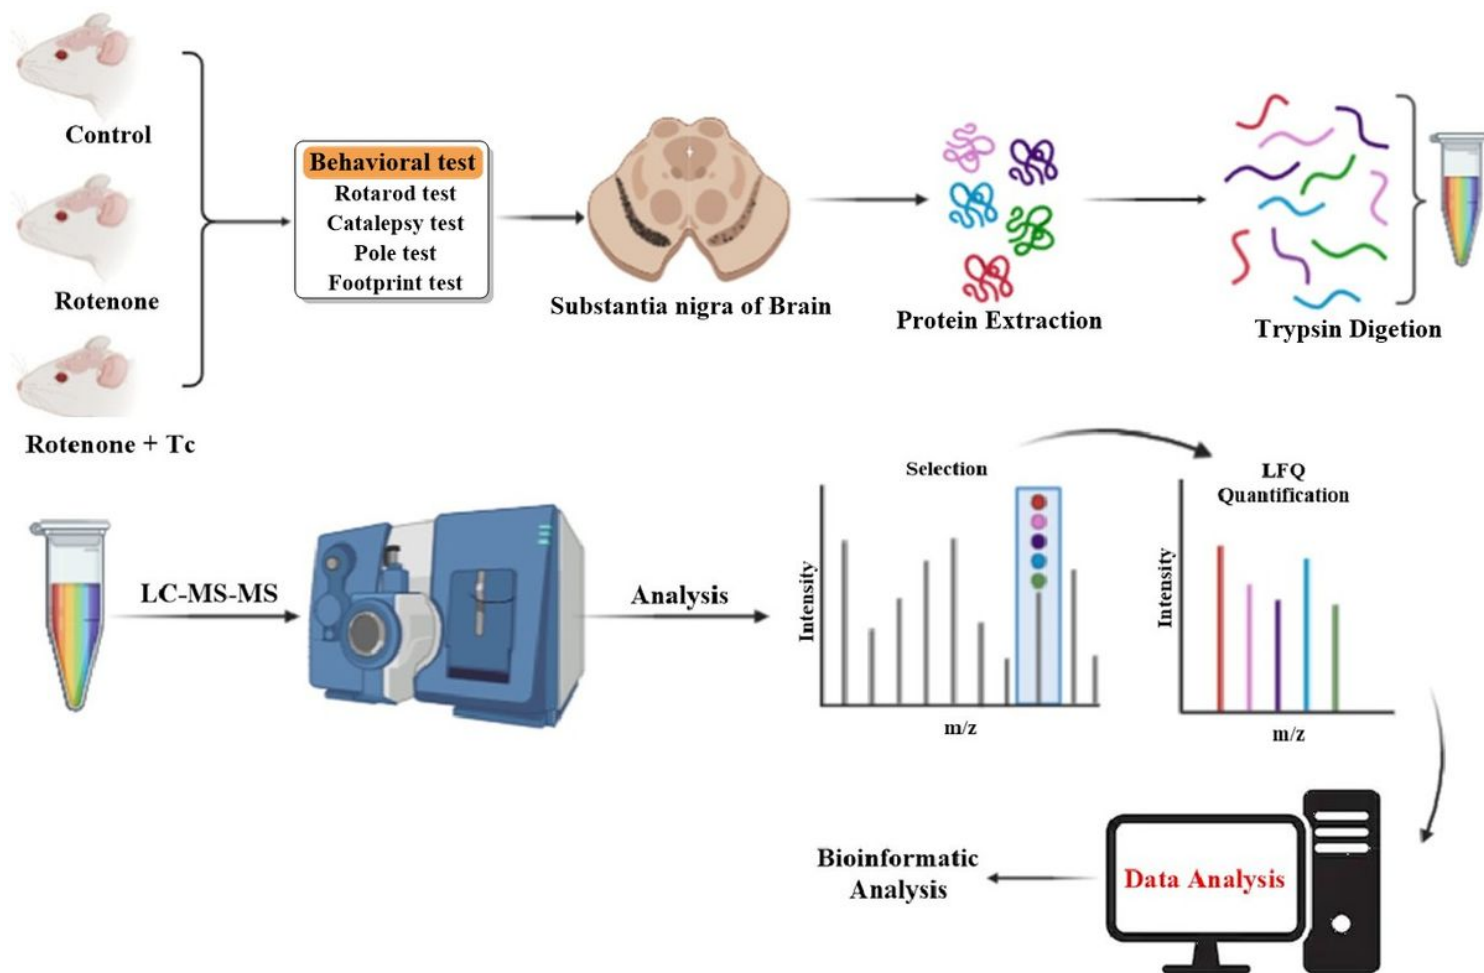 Control
Rotenone
Rotenone + Tc
Behavioral test
Rotarod test
Catalepsy test
Pole test
Footprint test
Substantia nigra of Brain
Protein Extraction
Trypsin Digetion
LC-MS-MS
Analysis
Selection
Intensity
m/z
LFQ
Quantification
Intensity
m/z
Data Analysis
Bioinformatic
Analysis